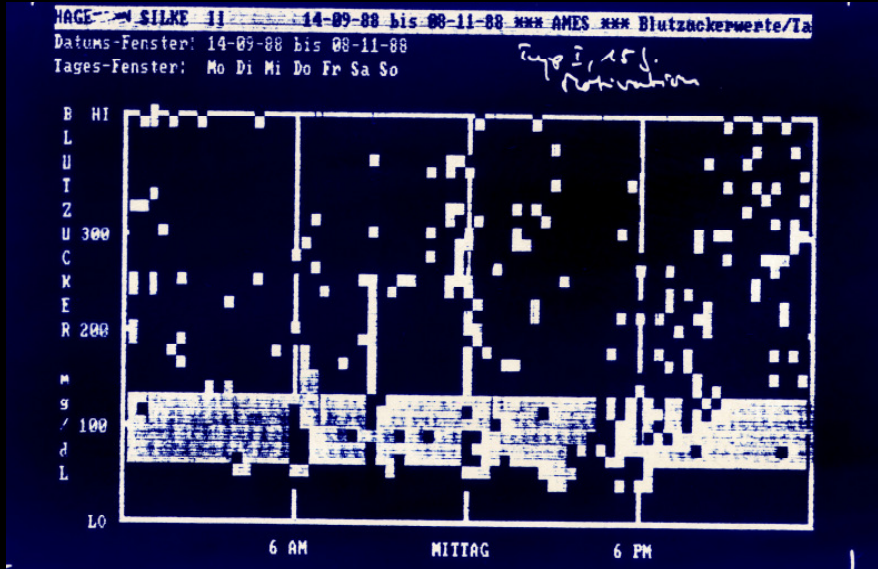 SILKE II 14-09-88 bis 08-11-88 *** AMES *** Blutzuckerwerte/Ta
Datums-Fenster: 14-09-88 bis 08-11-88
Tages-Fenster: Mo Di Mi Do Fr Sa So
Typ I, 15 J.
Motivation
BLUTZUCKER mg/dL
HI
300
200
100
LO
6 AM MITTAG 6 PM